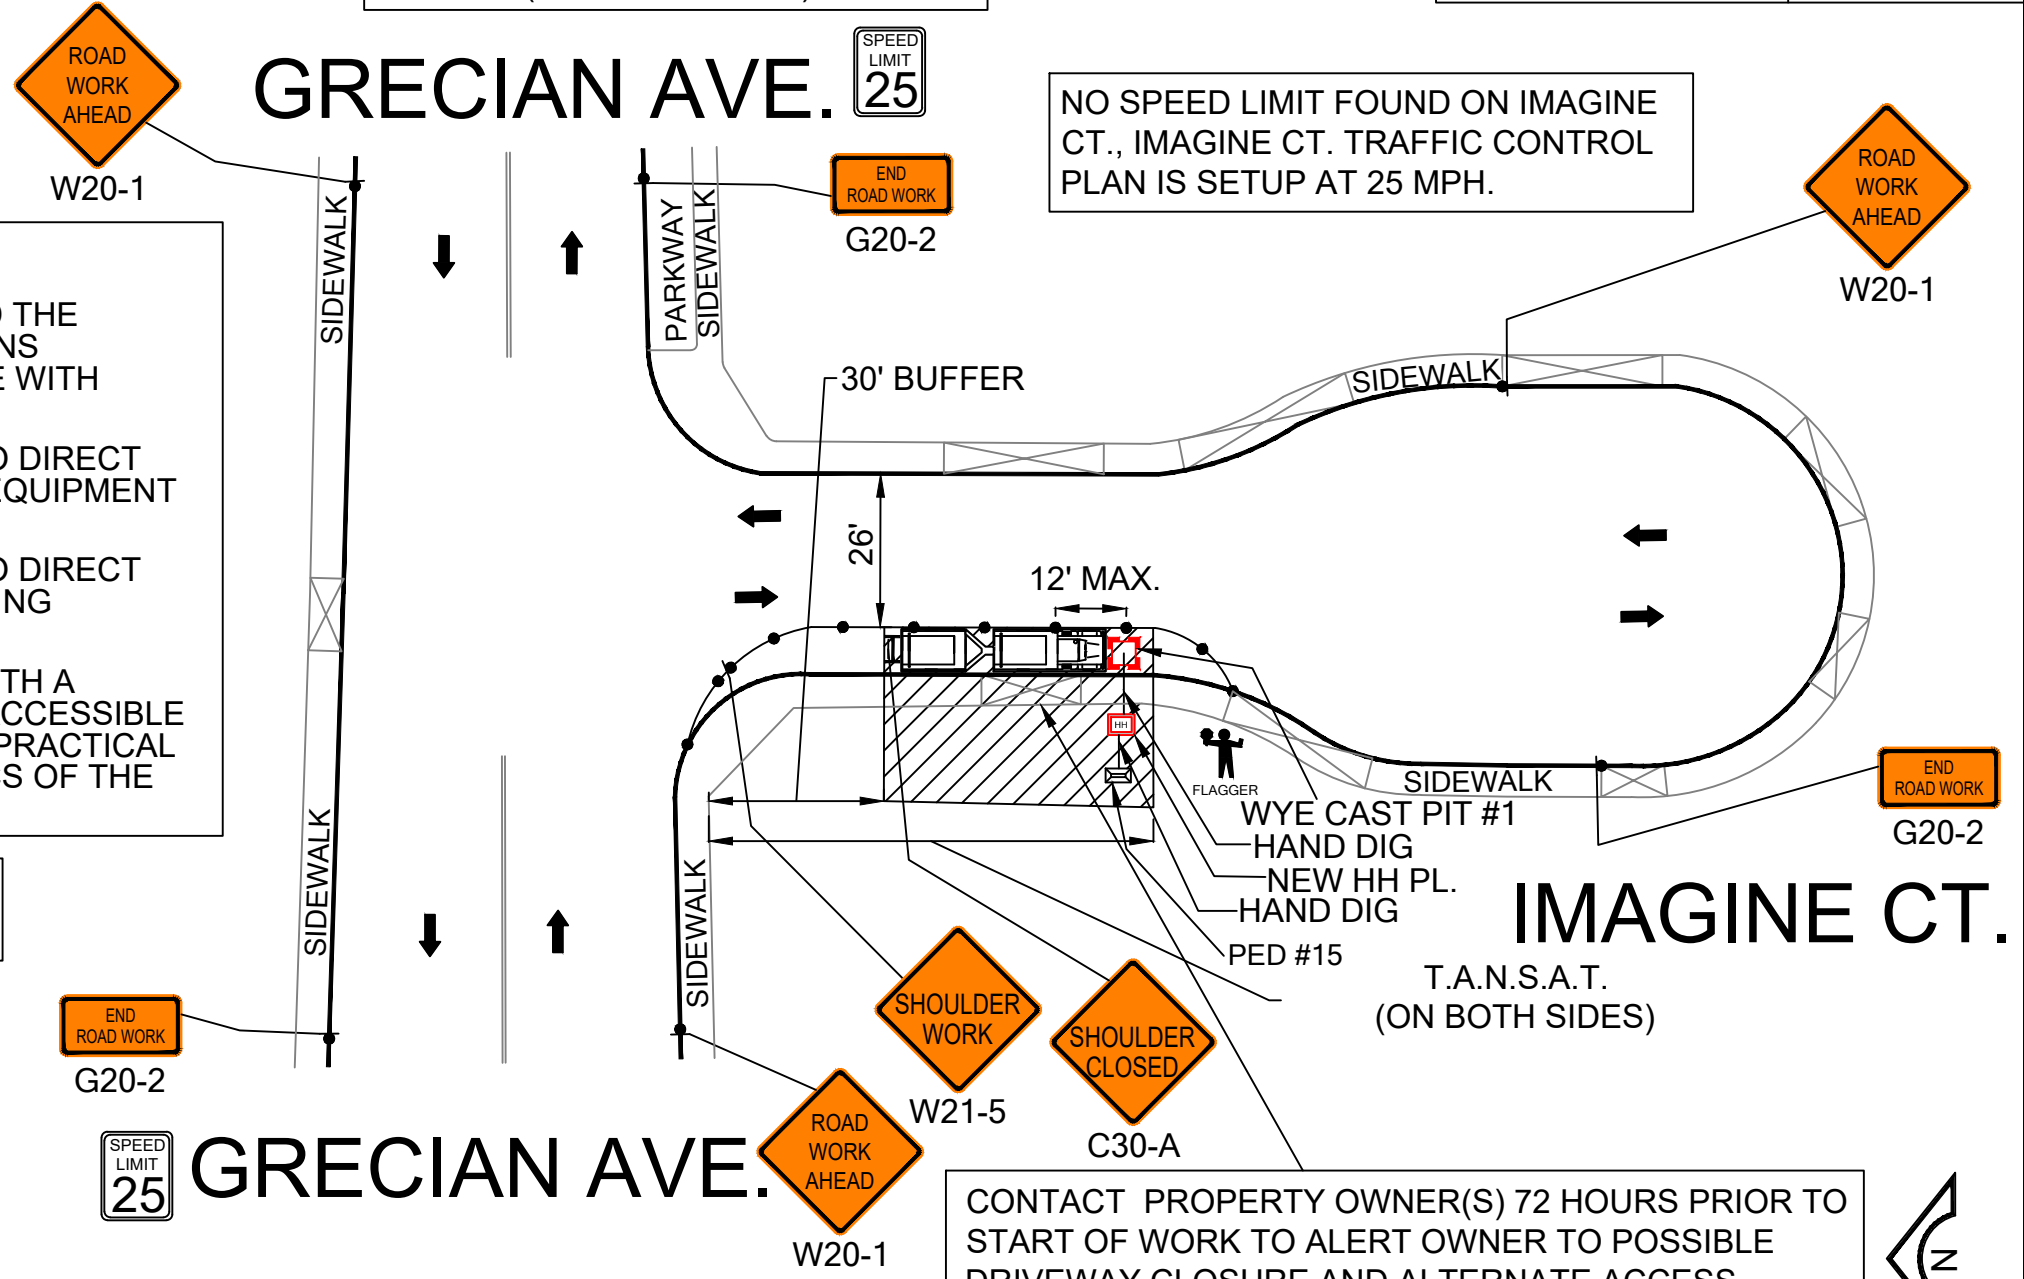 ROAD
WORK
AHEAD
W20-1
GRECIAN AVE.
SPEED
LIMIT
25
END
ROAD WORK
G20-2
NO SPEED LIMIT FOUND ON IMAGINE
CT., IMAGINE CT. TRAFFIC CONTROL
PLAN IS SETUP AT 25 MPH.
ROAD
WORK
AHEAD
W20-1
SIDEWALK
PARKWAY
SIDEWALK
THE
WITH
DIRECT
EQUIPMENT
DIRECT
A
PRACTICAL
OF THE
30' BUFFER
SIDEWALK
26'
12' MAX.
HH
FLAGGER
SIDEWALK
WYE CAST PIT #1
HAND DIG
NEW HH PL.
HAND DIG
PED #15
END
ROAD WORK
G20-2
IMAGINE CT.
T.A.N.S.A.T.
(ON BOTH SIDES)
SIDEWALK
SIDEWALK
END
ROAD WORK
G20-2
SHOULDER
WORK
W21-5
SHOULDER
CLOSED
C30-A
SPEED
LIMIT
25
GRECIAN AVE.
ROAD
WORK
AHEAD
W20-1
CONTACT PROPERTY OWNER(S) 72 HOURS PRIOR TO
START OF WORK TO ALERT OWNER TO POSSIBLE
DRIVEWAY CLOSURE AND ALTERNATE ACCESS
N